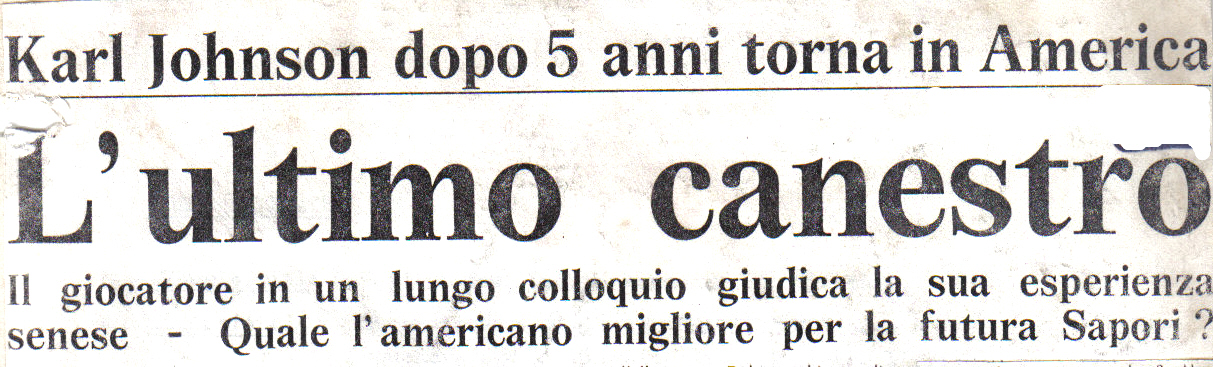 Karl Johnson dopo 5 anni torna in America
L'ultimo canestro
Il giocatore in un lungo colloquio giudica la sua esperienza
senese - Quale l'americano migliore per la futura Sapori ?